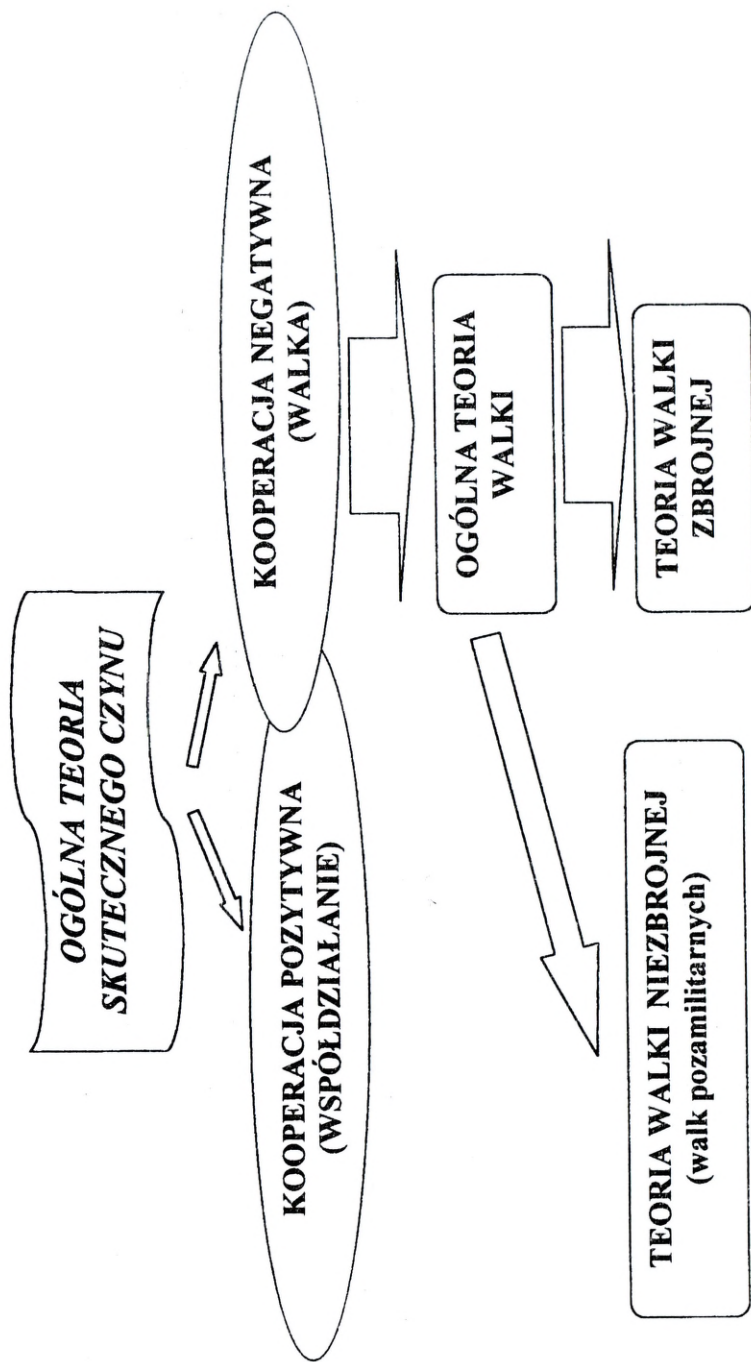 OGÓLNA TEORIA
SKUTECZNEGO CZYNU
KOOPERACJA POZYTYWNA
(WSPÓŁDZIAŁANIE)
KOOPERACJA NEGATYWNA
(WALKA)
OGÓLNA TEORIA
WALKI
TEORIA WALKI NIEZBROJNEJ
(walk pozamilitarnych)
TEORIA WALKI
ZBROJNEJ